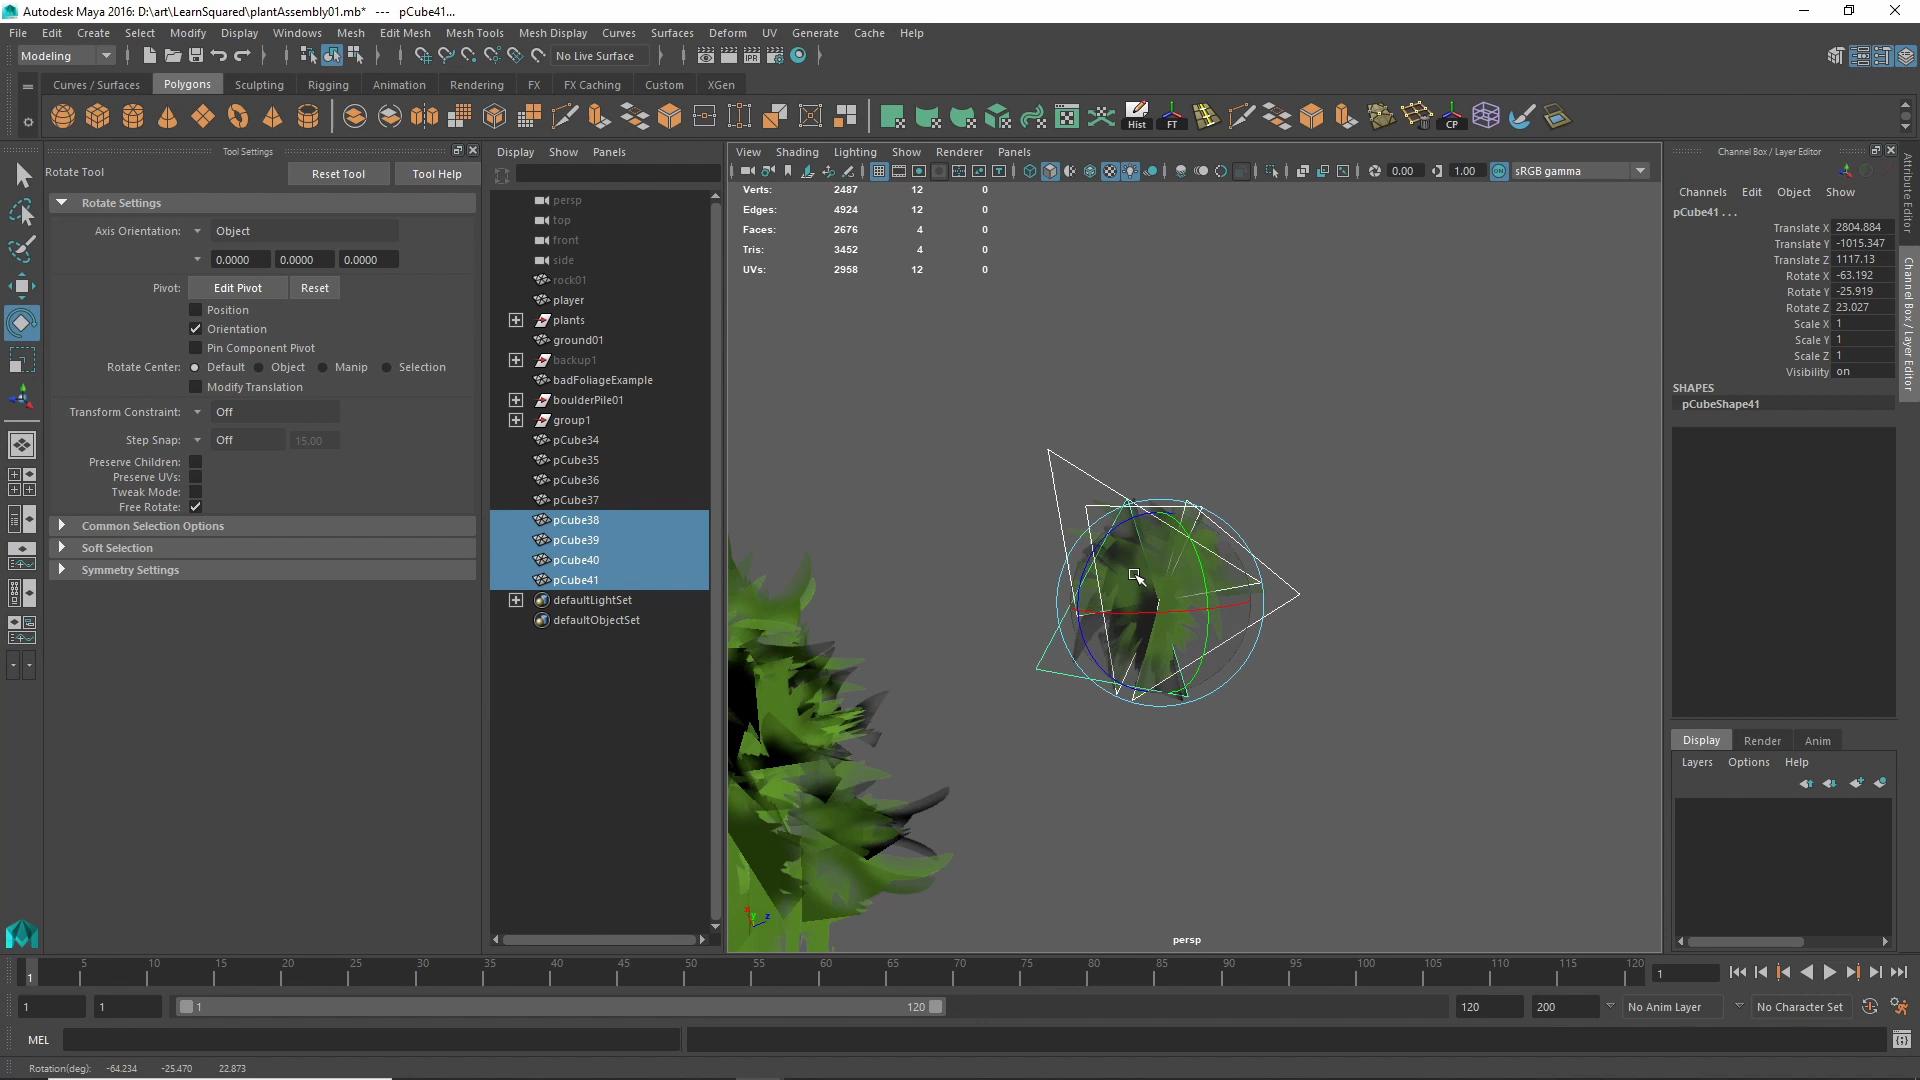 Autodesk Maya 2016: D:\art\LearnSquared\plantAssembly01.mb* --- pCube41...
File Edit Create Select Modify Display Windows Mesh Edit Mesh Mesh Tools Mesh Display Curves Surfaces Deform UV Generate Cache Help
Modeling No Live Surface
Curves / Surfaces Polygons Sculpting Rigging Animation Rendering FX FX Caching Custom XGen
Hist FT CP
Tool Settings
Rotate Tool Reset Tool Tool Help
Rotate Settings
Axis Orientation: Object
0.0000 0.0000 0.0000
Pivot: Edit Pivot Reset
Position
Orientation
Pin Component Pivot
Rotate Center: Default Object Manip Selection
Modify Translation
Transform Constraint: Off
Step Snap: Off 15.00
Preserve Children:
Preserve UVs:
Tweak Mode:
Free Rotate:
Common Selection Options
Soft Selection
Symmetry Settings
Display Show Panels
persp
top
front
side
rock01
player
plants
ground01
backup1
badFoliageExample
boulderPile01
group1
pCube34
pCube35
pCube36
pCube37
pCube38
pCube39
pCube40
pCube41
defaultLightSet
defaultObjectSet
View Shading Lighting Show Renderer Panels
0.00 1.00 sRGB gamma
Verts: 2487 12 0
Edges: 4924 12 0
Faces: 2676 4 0
Tris: 3452 4 0
UVs: 2958 12 0
persp
Channel Box / Layer Editor
Channels Edit Object Show
pCube41 . . .
Translate X 2804.884
Translate Y -1015.347
Translate Z 1117.13
Rotate X -63.192
Rotate Y -25.919
Rotate Z 23.027
Scale X 1
Scale Y 1
Scale Z 1
Visibility on
SHAPES
pCubeShape41
Attribute Editor
Channel Box / Layer Editor
Display Render Anim
Layers Options Help
1 5 10 15 20 25 30 35 40 45 50 55 60 65 70 75 80 85 90 95 100 105 110 115 120 1
1 1 1 120 120 200 No Anim Layer No Character Set
MEL
Rotation(deg): -64.234 -25.470 22.873